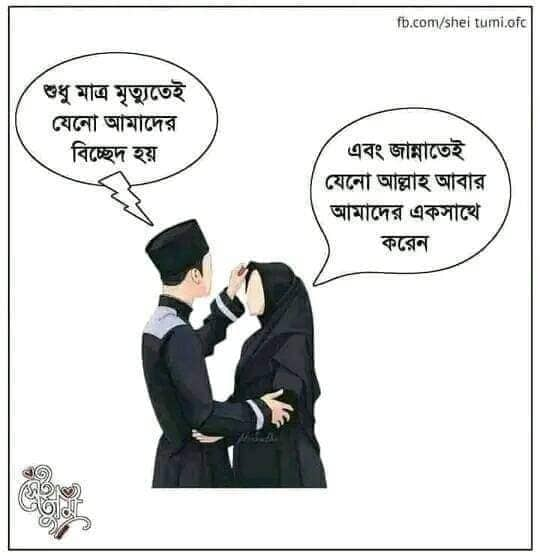 fb.com/shei tumi.ofc
শুধু মাত্র মৃত্যুতেই
যেনো আমাদের
বিচ্ছেদ হয়
এবং জান্নাতেই
যেনো আল্লাহ আবার
আমাদের একসাথে
করেন
সেই
তুমি